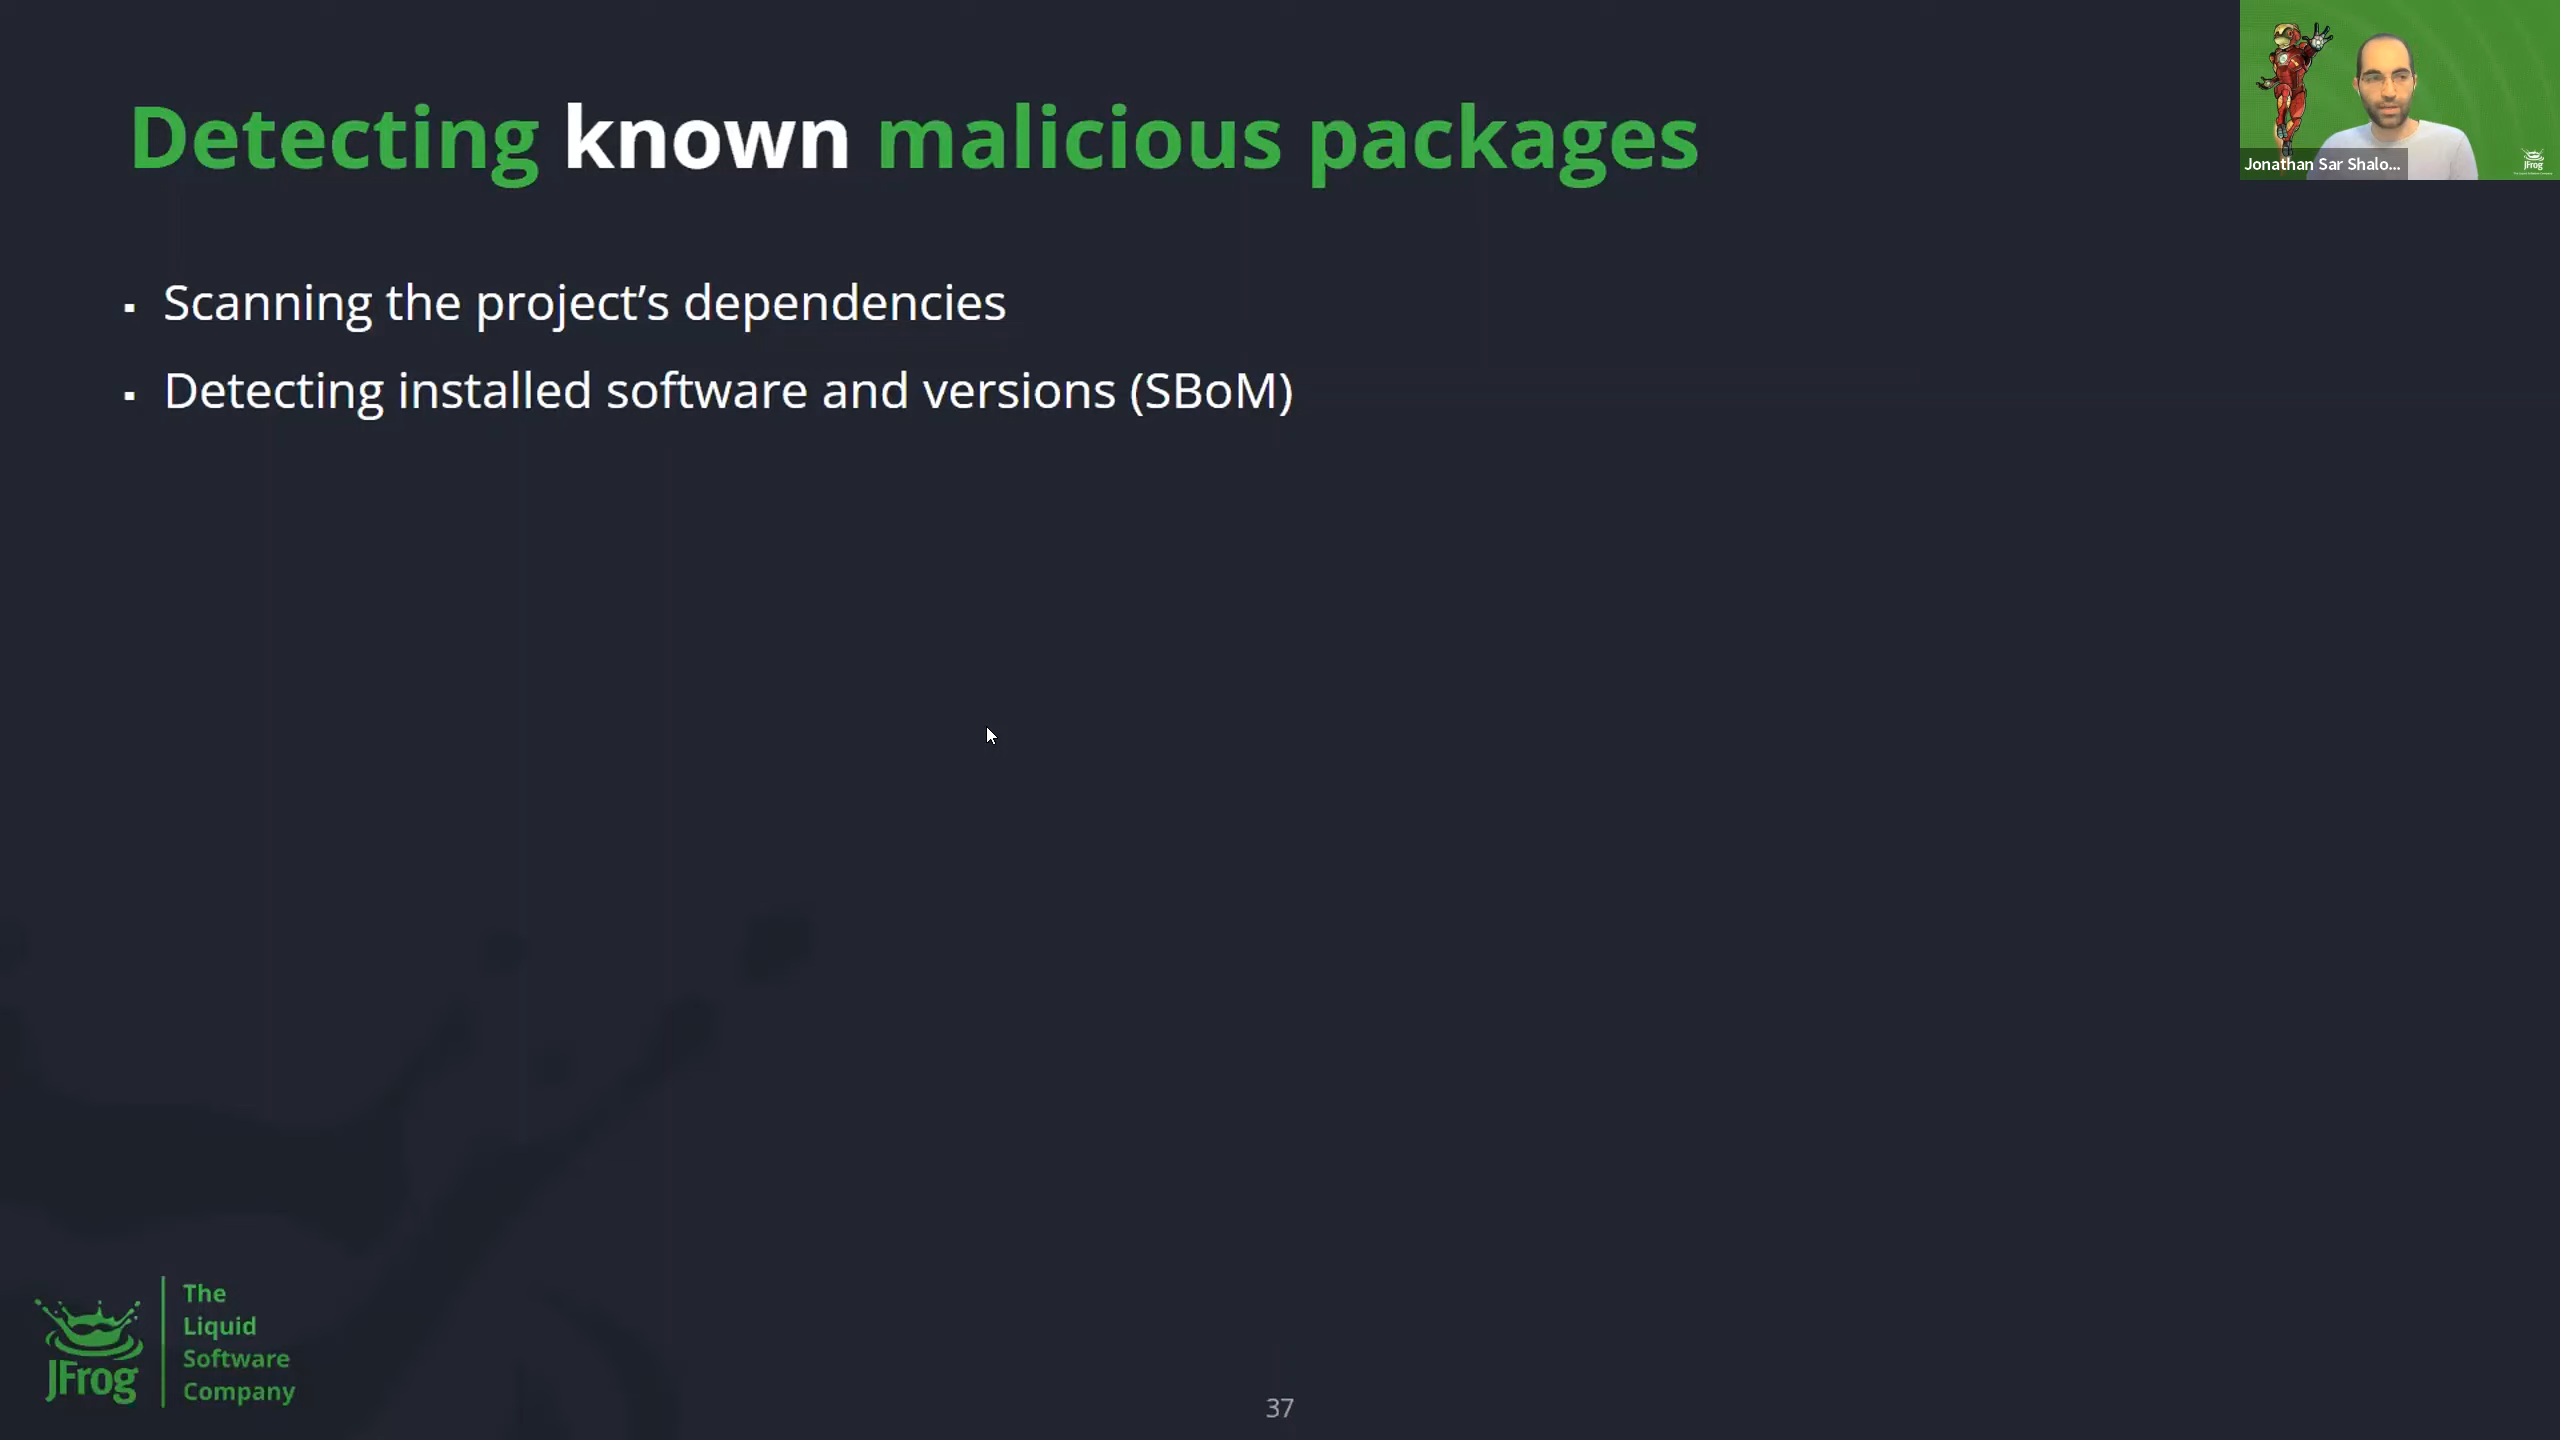 Detecting known malicious packages
Jonathan Sar Shalo...
JFrog
▪ Scanning the project’s dependencies
▪ Detecting installed software and versions (SBoM)
The
Liquid
Software
Company
JFrog
37